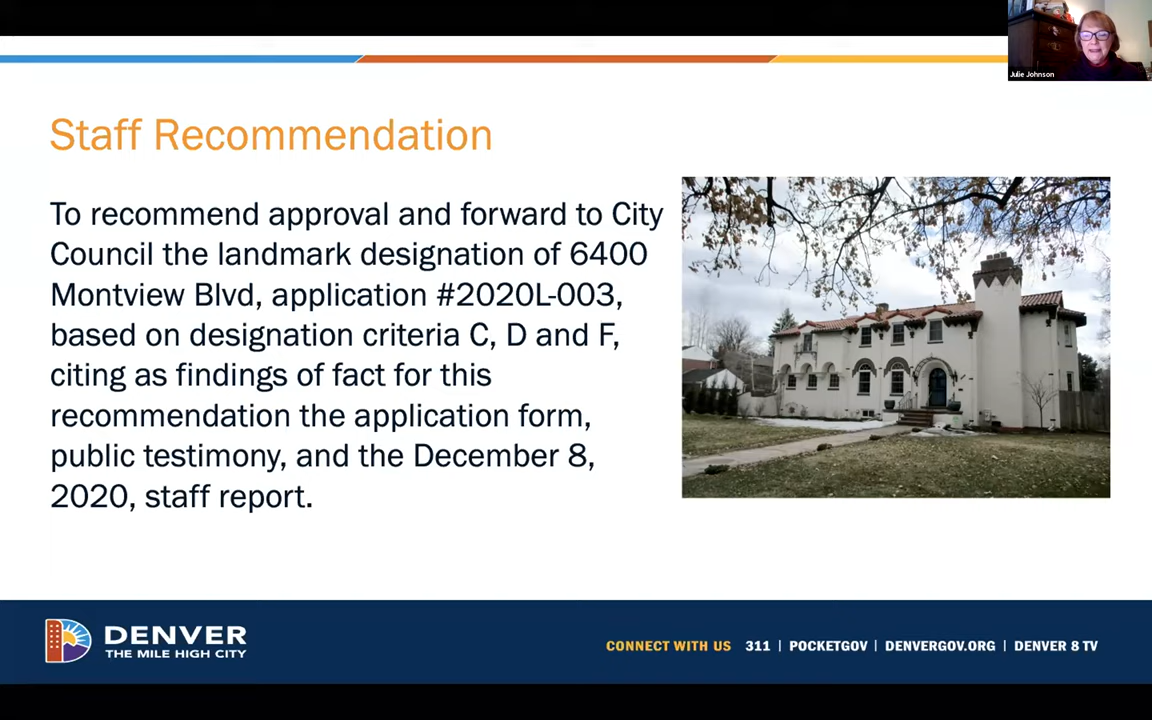 Julie Johnson
Staff Recommendation
To recommend approval and forward to City
Council the landmark designation of 6400
Montview Blvd, application #2020L-003,
based on designation criteria C, D and F,
citing as findings of fact for this
recommendation the application form,
public testimony, and the December 8,
2020, staff report.
DENVER
THE MILE HIGH CITY
CONNECT WITH US 311 | POCKETGOV | DENVERGOV.ORG | DENVER 8 TV